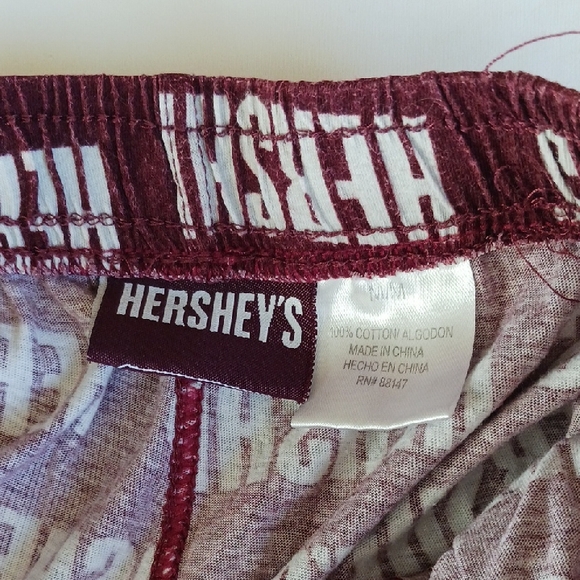 HERSHEY'S
M/M
100% COTTON/ ALGODON
MADE IN CHINA
HECHO EN CHINA
RN# 88147